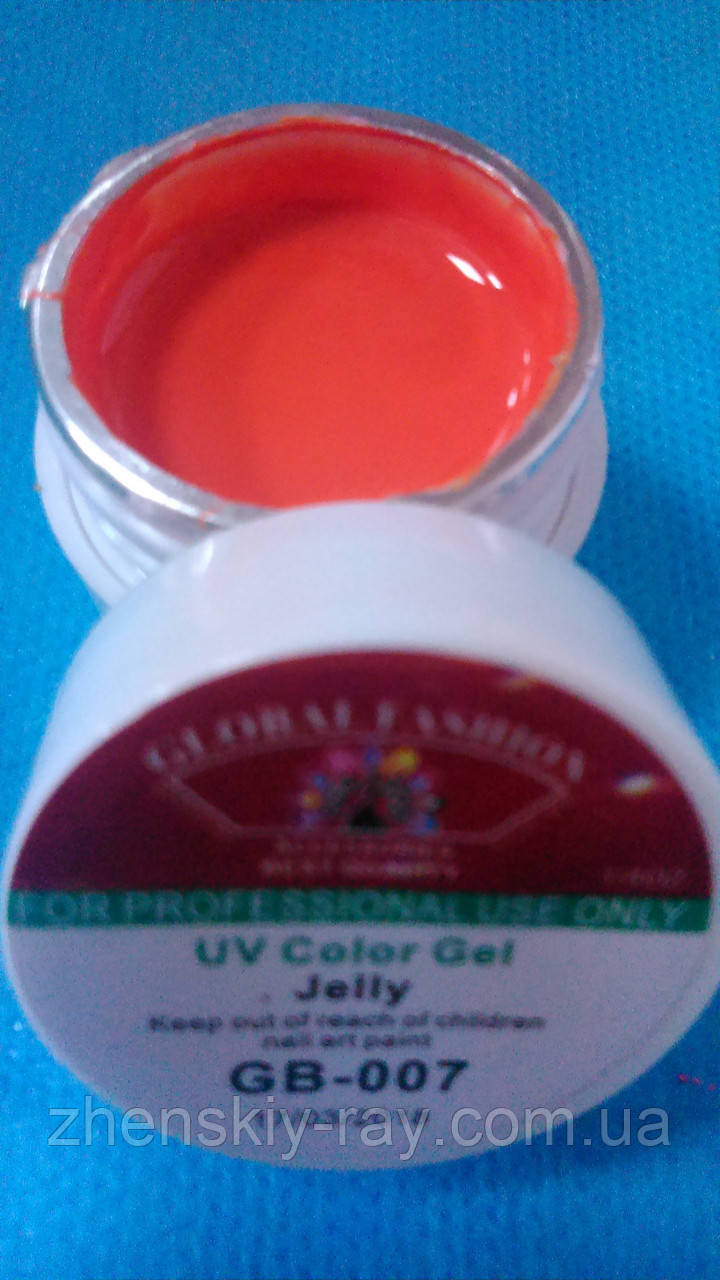 GLOBAL FASHION
FOR PROFESSIONAL USE ONLY
UV Color Gel
Jelly
Keep out of reach of children
nail art paint
GB-007
zhenskiy-ray.com.ua